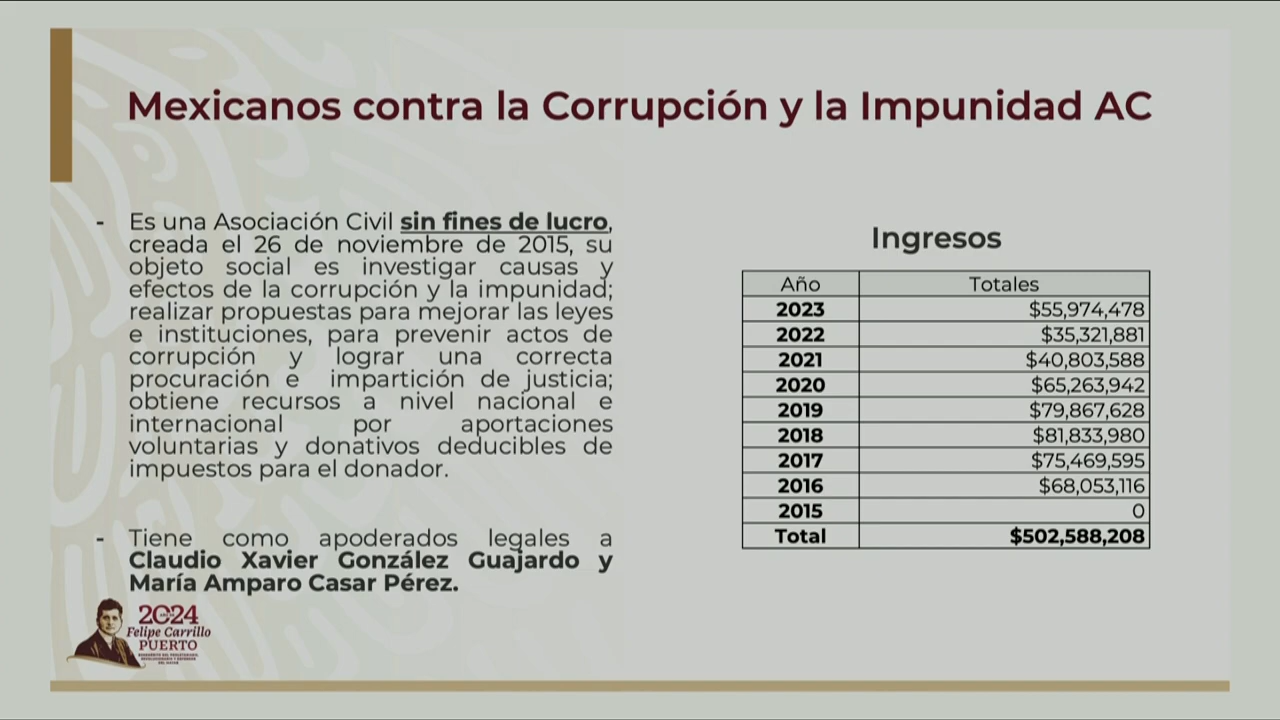 Mexicanos contra la Corrupción y la Impunidad AC
- Es una Asociación Civil sin fines de lucro,
creada el 26 de noviembre de 2015, su
objeto social es investigar causas y
efectos de la corrupción y la impunidad;
realizar propuestas para mejorar las leyes
e instituciones, para prevenir actos de
corrupción y lograr una correcta
procuración e impartición de justicia;
obtiene recursos a nivel nacional e
internacional por aportaciones
voluntarias y donativos deducibles de
impuestos para el donador.
- Tiene como apoderados legales a
Claudio Xavier González Guajardo y
María Amparo Casar Pérez.
Ingresos
Año Totales
2023 $55,974,478
2022 $35,321,881
2021 $40,803,588
2020 $65,263,942
2019 $79,867,628
2018 $81,833,980
2017 $75,469,595
2016 $68,053,116
2015 0
Total $502,588,208
2024
Felipe Carrillo
PUERTO